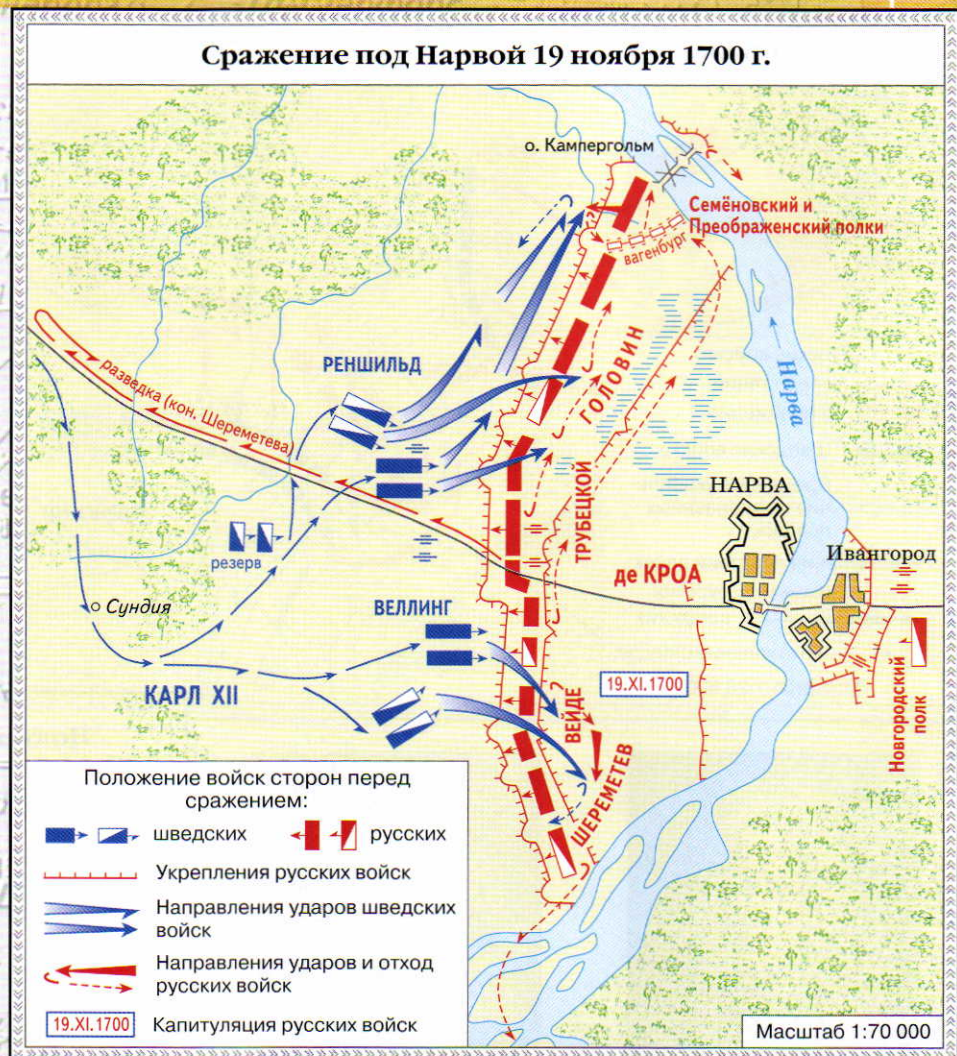 Сражение под Нарвой 19 ноября 1700 г.
о. Кампергольм
Семёновский и
Преображенский полки
вагенбург
РЕНШИЛЬД
разведка (кон. Шереметева)
ГОЛОВИН
Нарва
НАРВА
ТРУБЕЦКОЙ
резерв
Ивангород
де КРОА
Сундия
ВЕЛЛИНГ
КАРЛ XII
19.XI.1700
ВЕЙДЕ
Новгородский
полк
ШЕРЕМЕТЕВ
Положение войск сторон перед
сражением:
шведских
русских
Укрепления русских войск
Направления ударов шведских
войск
Направления ударов и отход
русских войск
19.XI.1700
Капитуляция русских войск
Масштаб 1:70 000